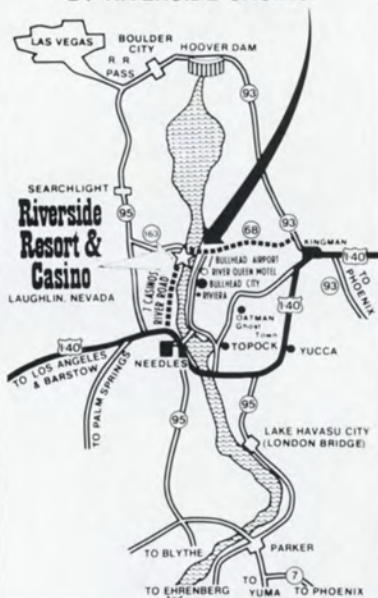 LAS VEGAS
BOULDER
CITY
HOOVER DAM
R R
PASS
93
SEARCHLIGHT
95
163
68
93
Riverside
Resort &
Casino
LAUGHLIN, NEVADA
7 CASINOS
RIVER ROAD
KINGMAN
BULLHEAD AIRPORT
RIVER QUEEN MOTEL
BULLHEAD CITY
RIVIERA
I-40
93
TO
PHOENIX
I-40
OATMAN
Ghost
Town
TOPOCK
YUCCA
I-40
NEEDLES
TO LOS ANGELES
& BARSTOW
TO PALM SPRINGS
95
95
LAKE HAVASU CITY
(LONDON BRIDGE)
PARKER
TO BLYTHE
TO EHRENBERG
TO
YUMA
7
TO PHOENIX